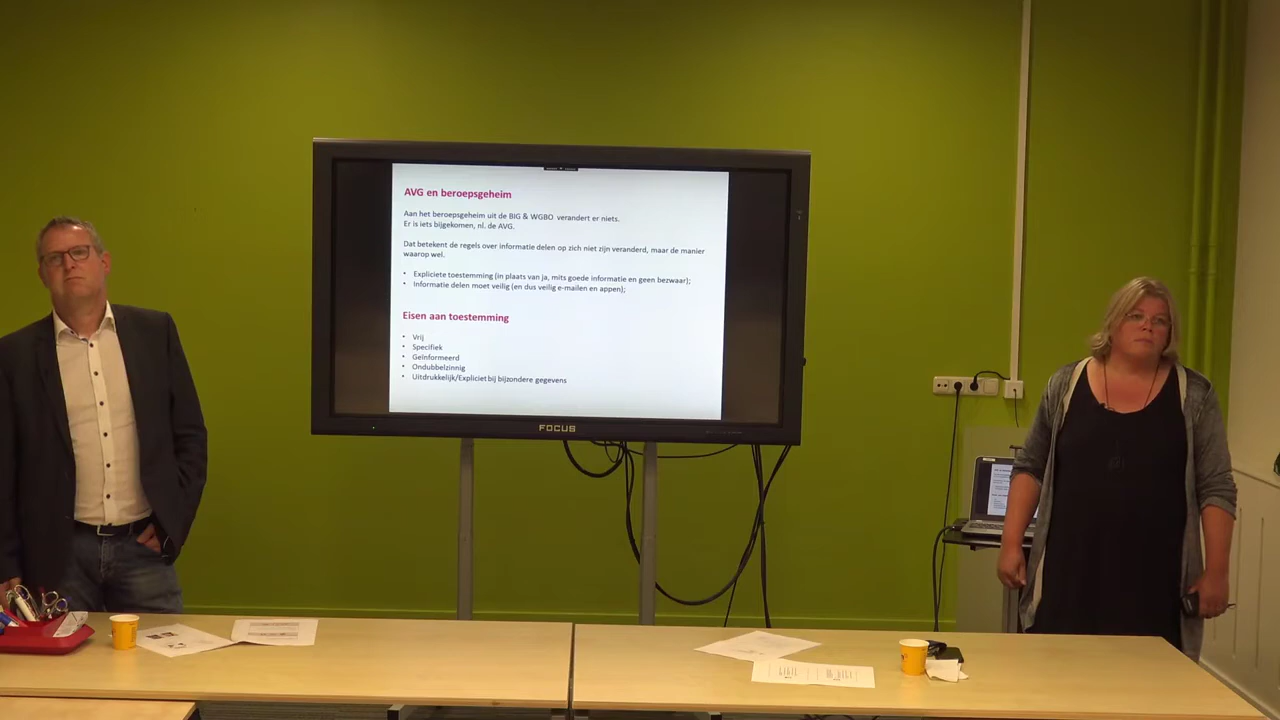 AVG en beroepsgeheim
Aan het beroepsgeheim uit de BIG & WGBO verandert er niets.
Er is iets bijgekomen, nl. de AVG.
Dat betekent de regels over informatie delen op zich niet zijn veranderd, maar de manier
waarop wel.
• Expliciete toestemming (in plaats van ja, mits goede informatie en geen bezwaar);
• Informatie delen moet veilig (en dus veilig e-mailen en appen);
Eisen aan toestemming
• Vrij
• Specifiek
• Geïnformeerd
• Ondubbelzinnig
• Uitdrukkelijk/Expliciet bij bijzondere gegevens
FOCUS